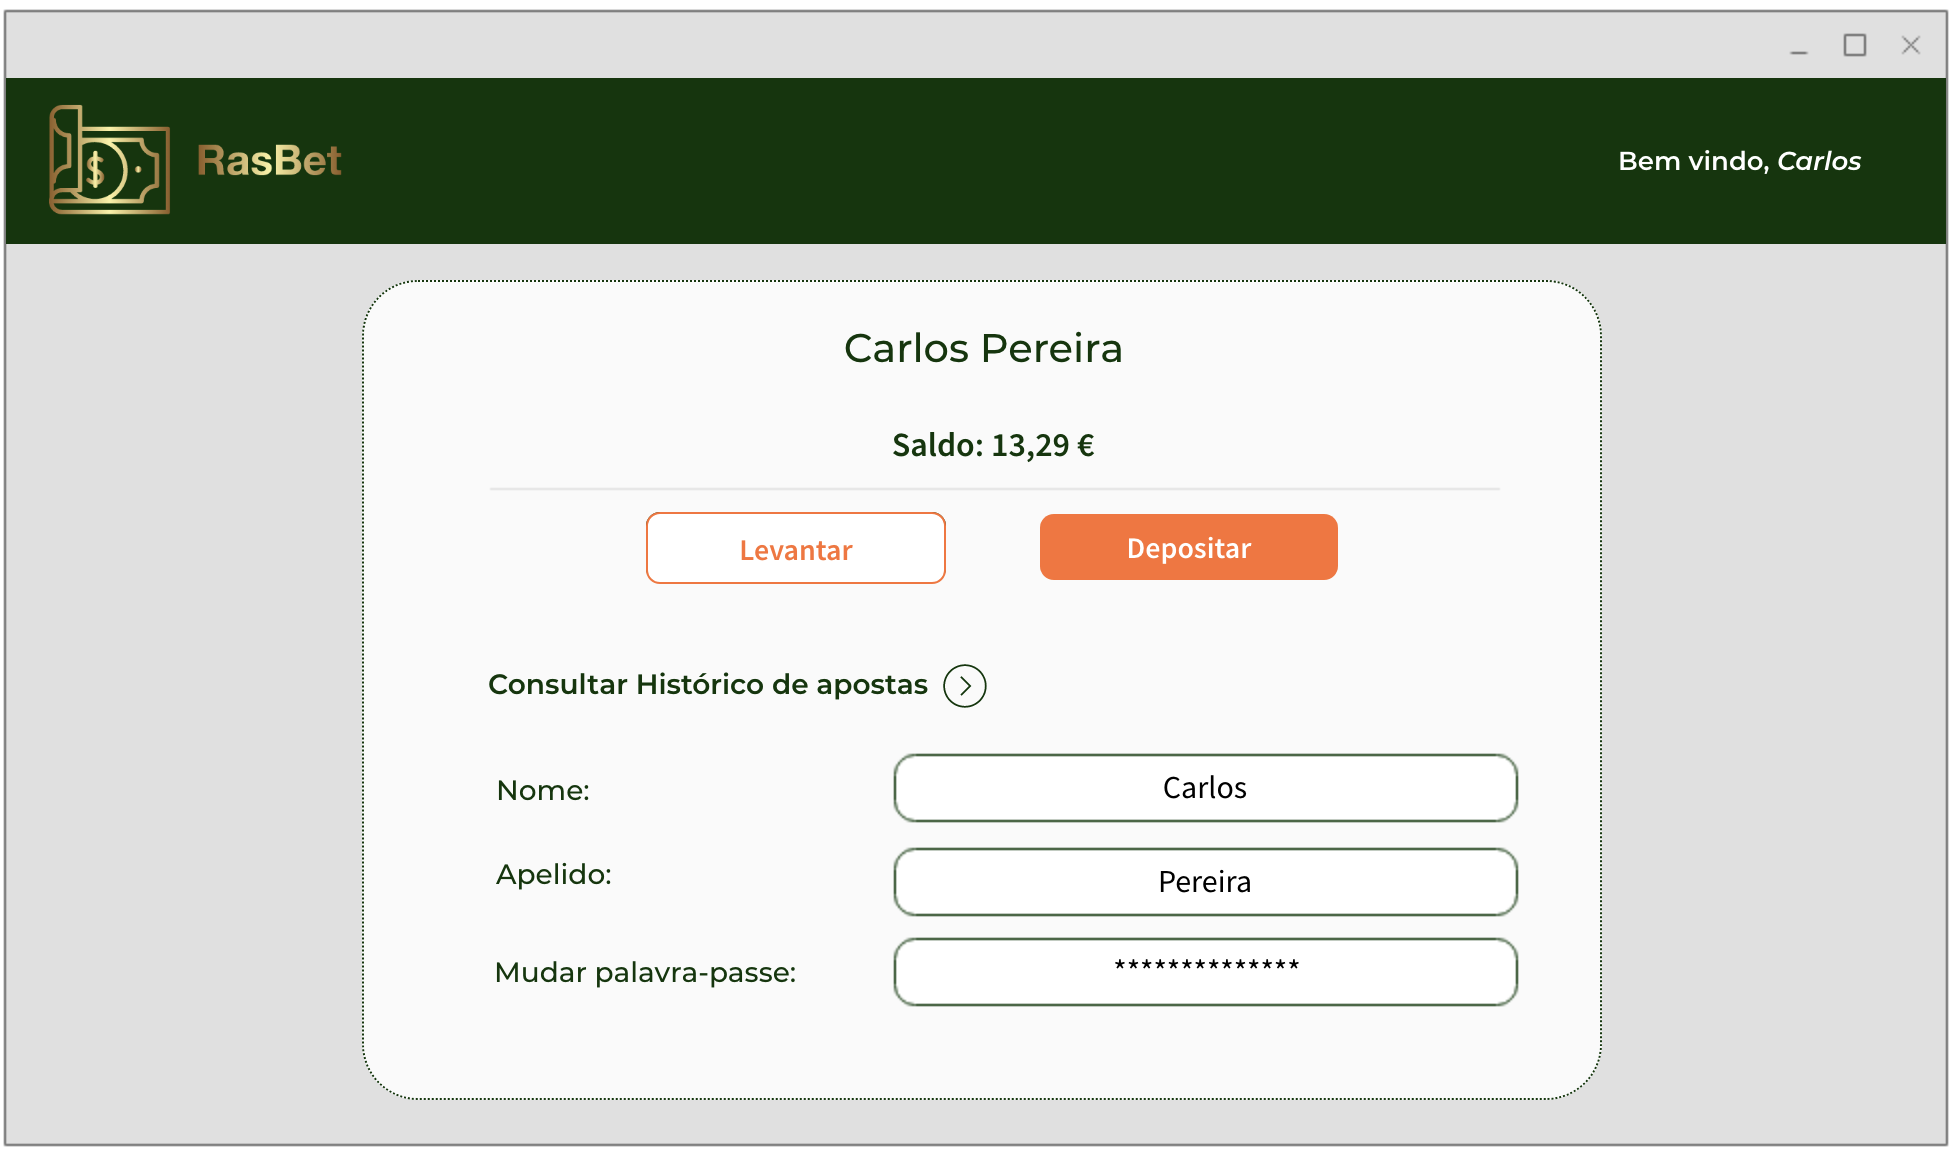 RasBet
Bem vindo, Carlos
Carlos Pereira
Saldo: 13,29 €
Levantar
Depositar
Consultar Histórico de apostas
Nome:
Carlos
Apelido:
Pereira
Mudar palavra-passe:
**************